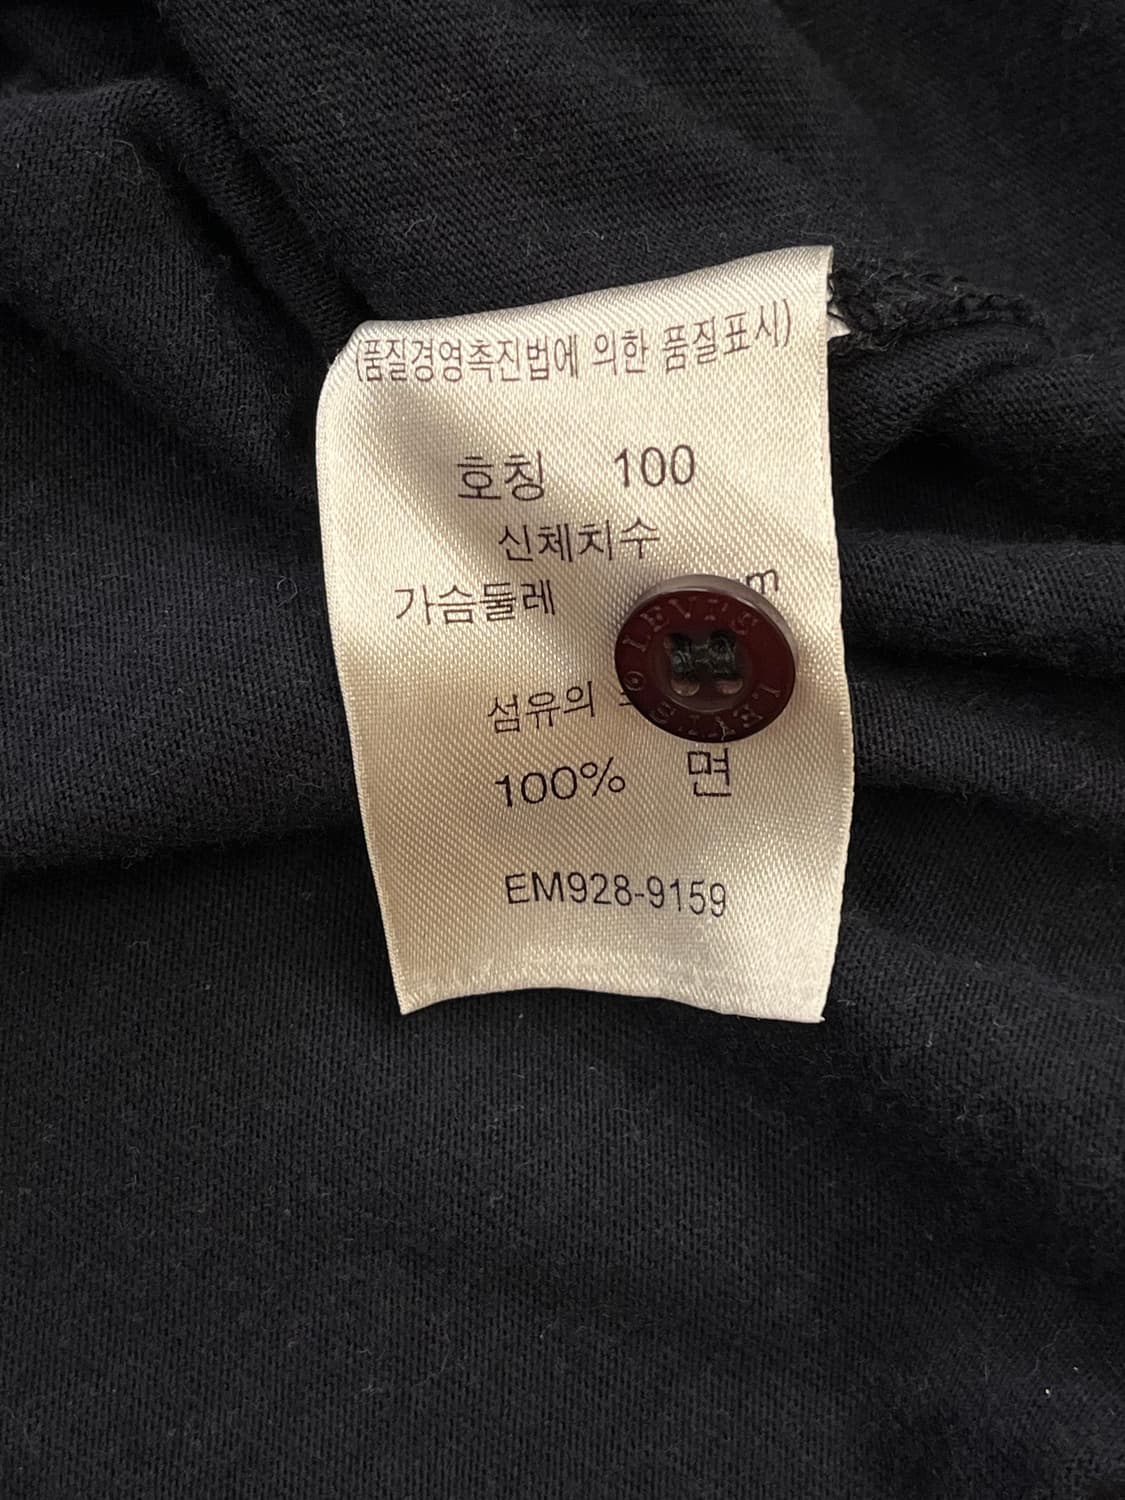 (품질경영촉진법에 의한 품질표시)
호칭 100
신체치수
가슴둘레
섬유의
100% 면
EM928-9159
LEVI'S
LEVI'S